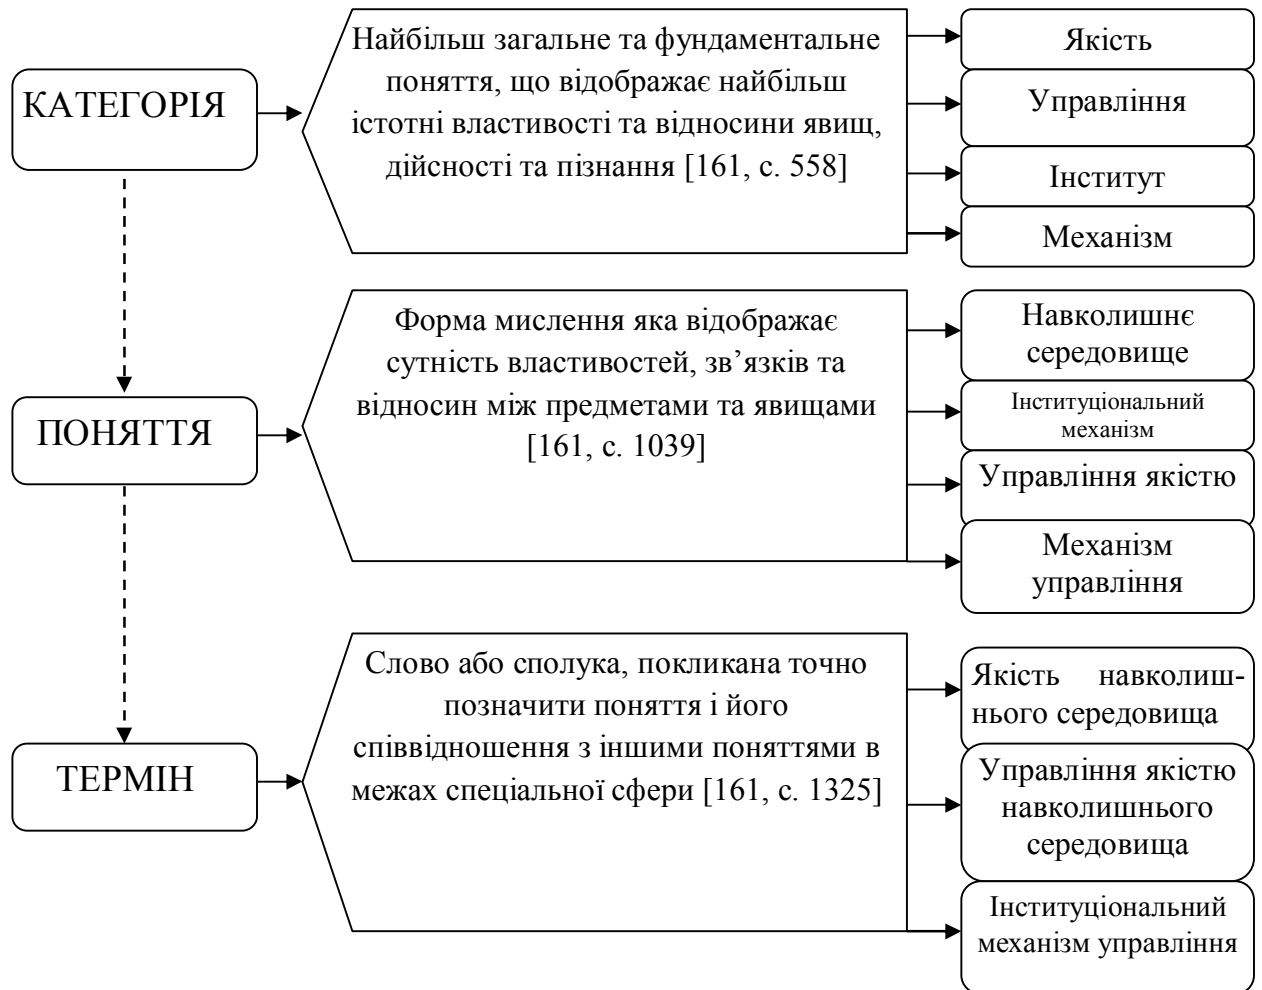 КАТЕГОРІЯ
Найбільш загальне та фундаментальне
поняття, що відображає найбільш
істотні властивості та відносини явищ,
дійсності та пізнання [161, с. 558]
Якість
Управління
Інститут
Механізм
ПОНЯТТЯ
Форма мислення яка відображає
сутність властивостей, зв’язків та
відносин між предметами та явищами
[161, с. 1039]
Навколишнє
середовище
Інституціональний
механізм
Управління якістю
Механізм
управління
ТЕРМІН
Слово або сполука, покликана точно
позначити поняття і його
співвідношення з іншими поняттями в
межах спеціальної сфери [161, с. 1325]
Якість навколиш-
нього середовища
Управління якістю
навколишнього
середовища
Інституціональний
механізм управління